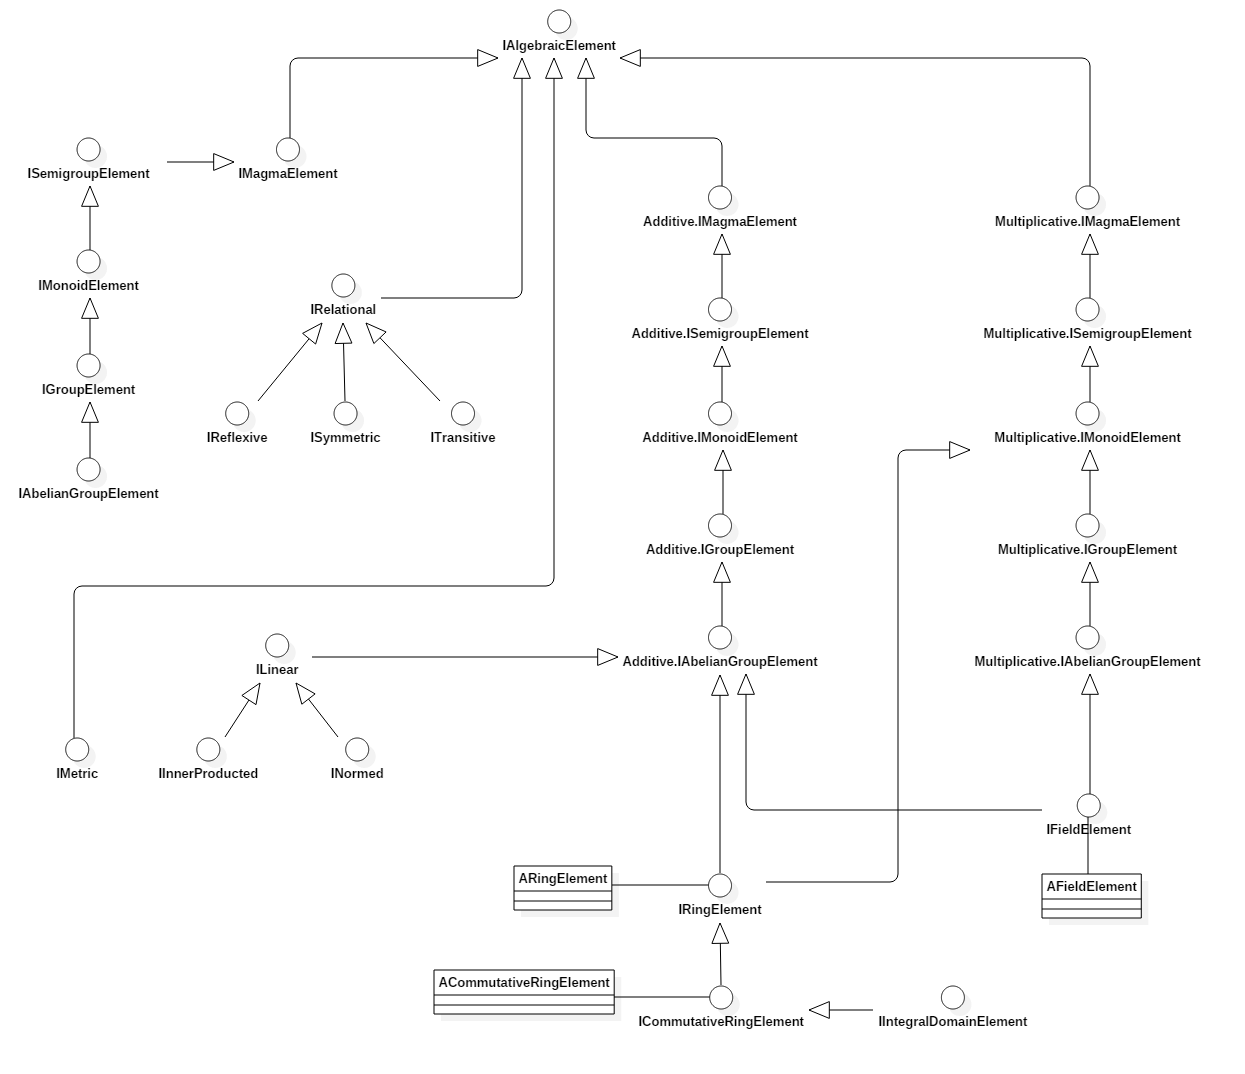 IAlgebraicElement
ISemigroupElement
IMagmaElement
Additive.IMagmaElement
Multiplicative.IMagmaElement
IMonoidElement
IRelational
Additive.ISemigroupElement
Multiplicative.ISemigroupElement
IGroupElement
IReflexive
ISymmetric
ITransitive
Additive.IMonoidElement
Multiplicative.IMonoidElement
IAbelianGroupElement
Additive.IGroupElement
Multiplicative.IGroupElement
ILinear
Additive.IAbelianGroupElement
Multiplicative.IAbelianGroupElement
IMetric
IInnerProducted
INormed
IFieldElement
ARingElement
AFieldElement
IRingElement
ACommutativeRingElement
ICommutativeRingElement
IIntegralDomainElement